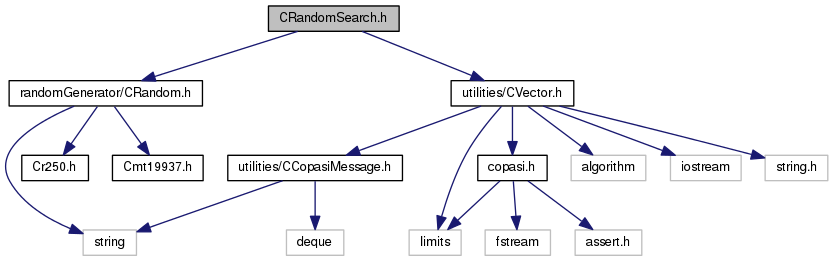 CRandomSearch.h
randomGenerator/CRandom.h
utilities/CVector.h
Cr250.h
Cmt19937.h
utilities/CCopasiMessage.h
copasi.h
algorithm
iostream
string.h
string
deque
limits
fstream
assert.h